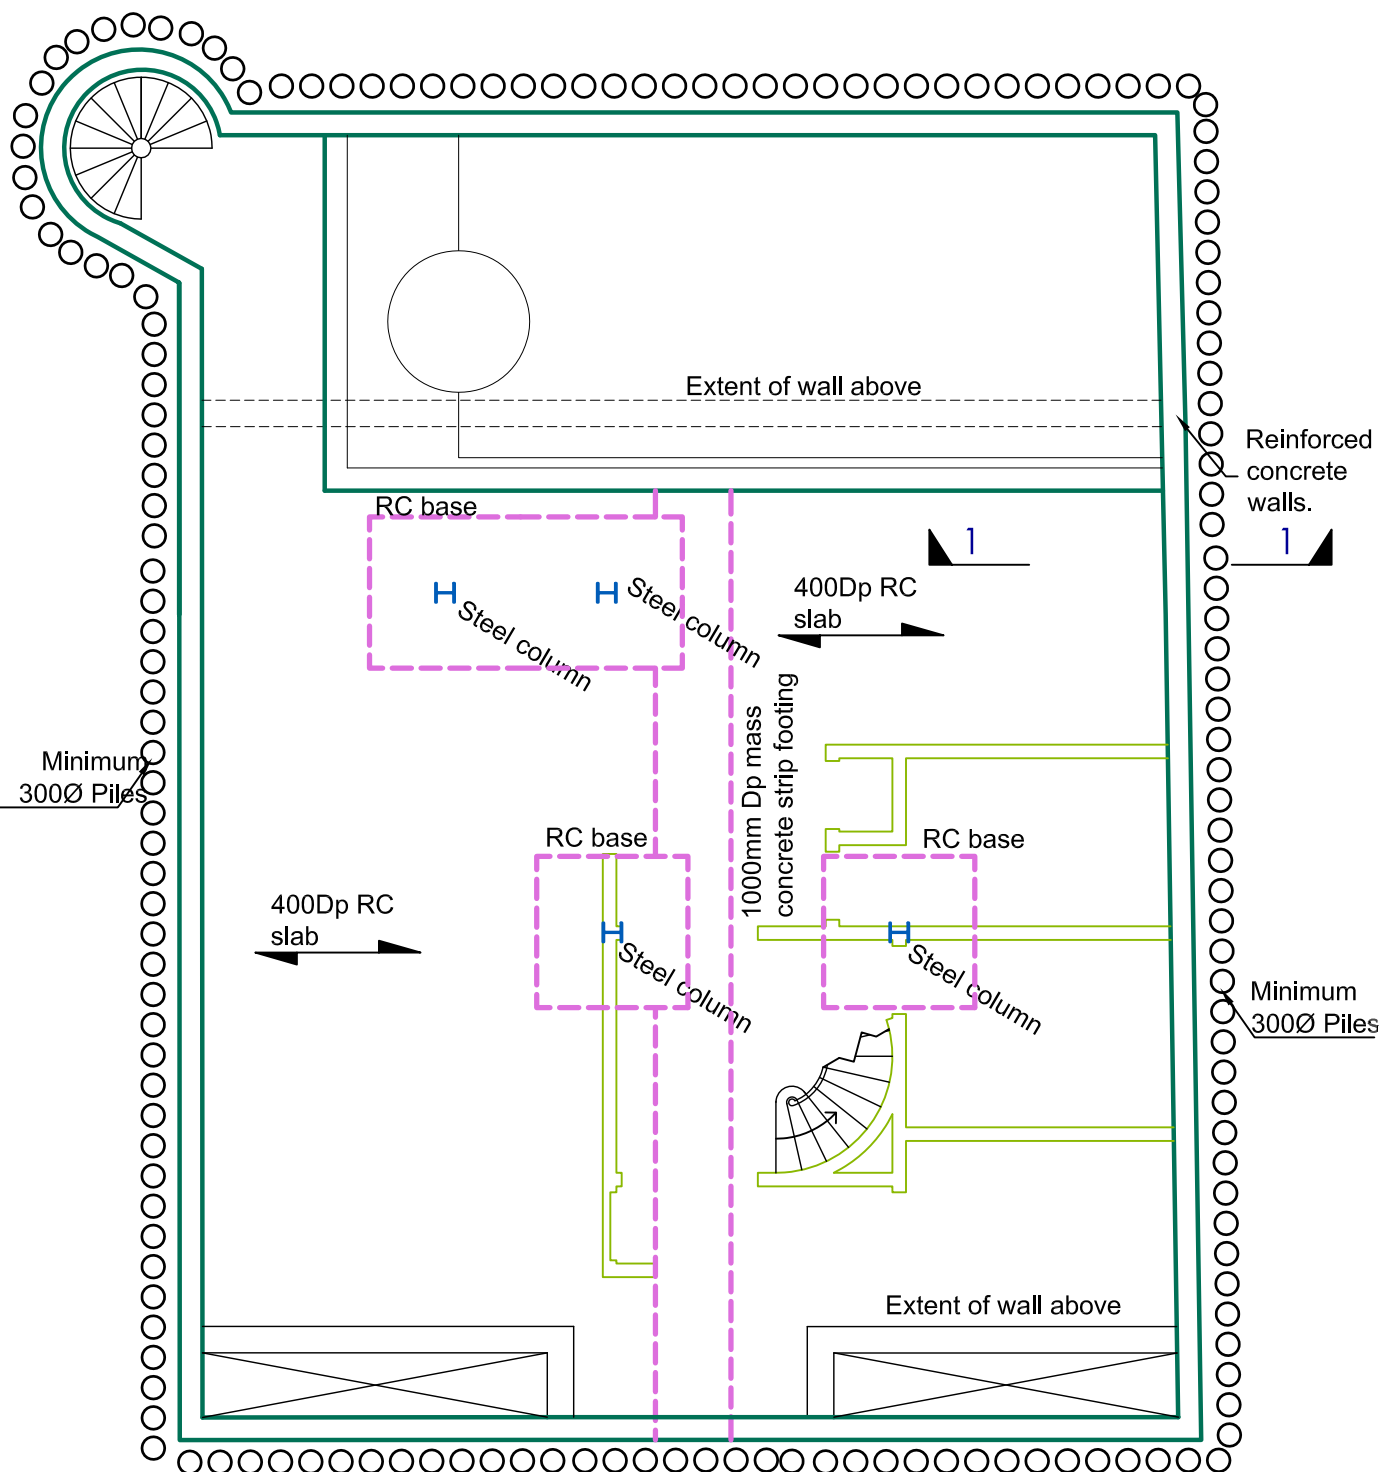 Extent of wall above
Reinforced
concrete
walls.
RC base
1
1
Steel column
Steel column
400Dp RC
slab
1000mm Dp mass
concrete strip footing
Minimum
300Ø Piles
RC base
RC base
400Dp RC
slab
Steel column
Steel column
Minimum
300Ø Piles
Extent of wall above